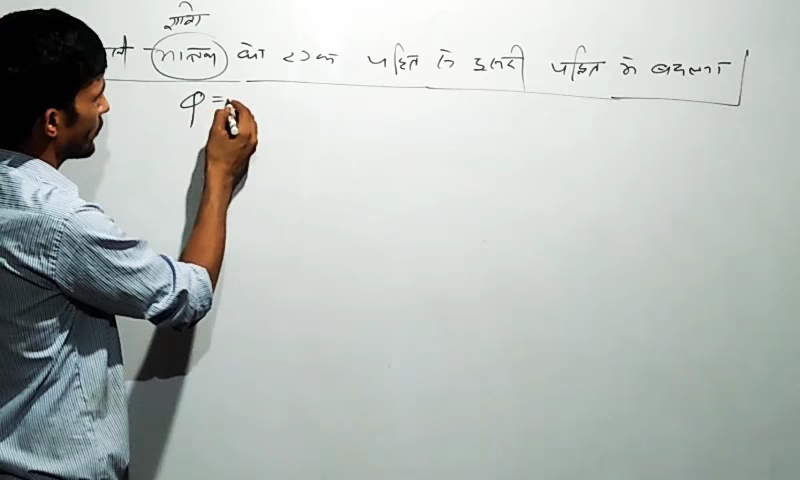 राशि
मात्रक को एक पद्धति से दूसरी पद्धति में बदलना
φ =